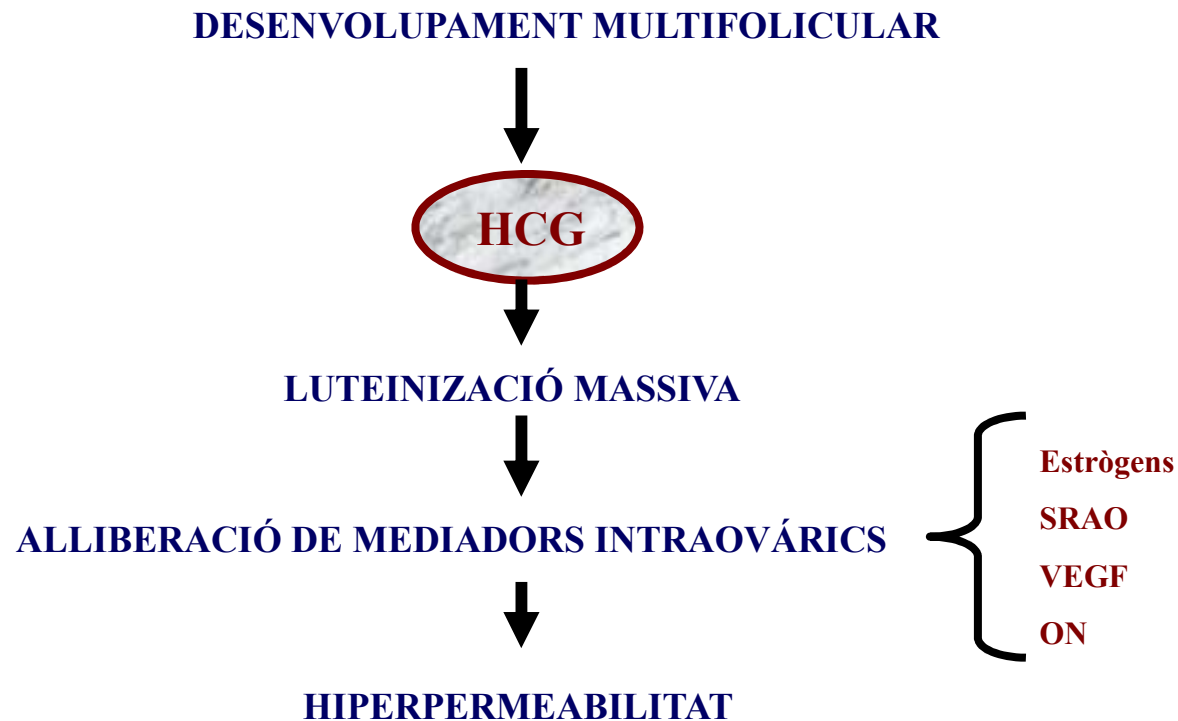 DESENVOLUPAMENT MULTIFOLICULAR
HCG
LUTEINIZACIÓ MASSIVA
ALLIBERACIÓ DE MEDIADORS INTRAOVÁRICS
Estrògens
SRAO
VEGF
ON
HIPERPERMEABILITAT